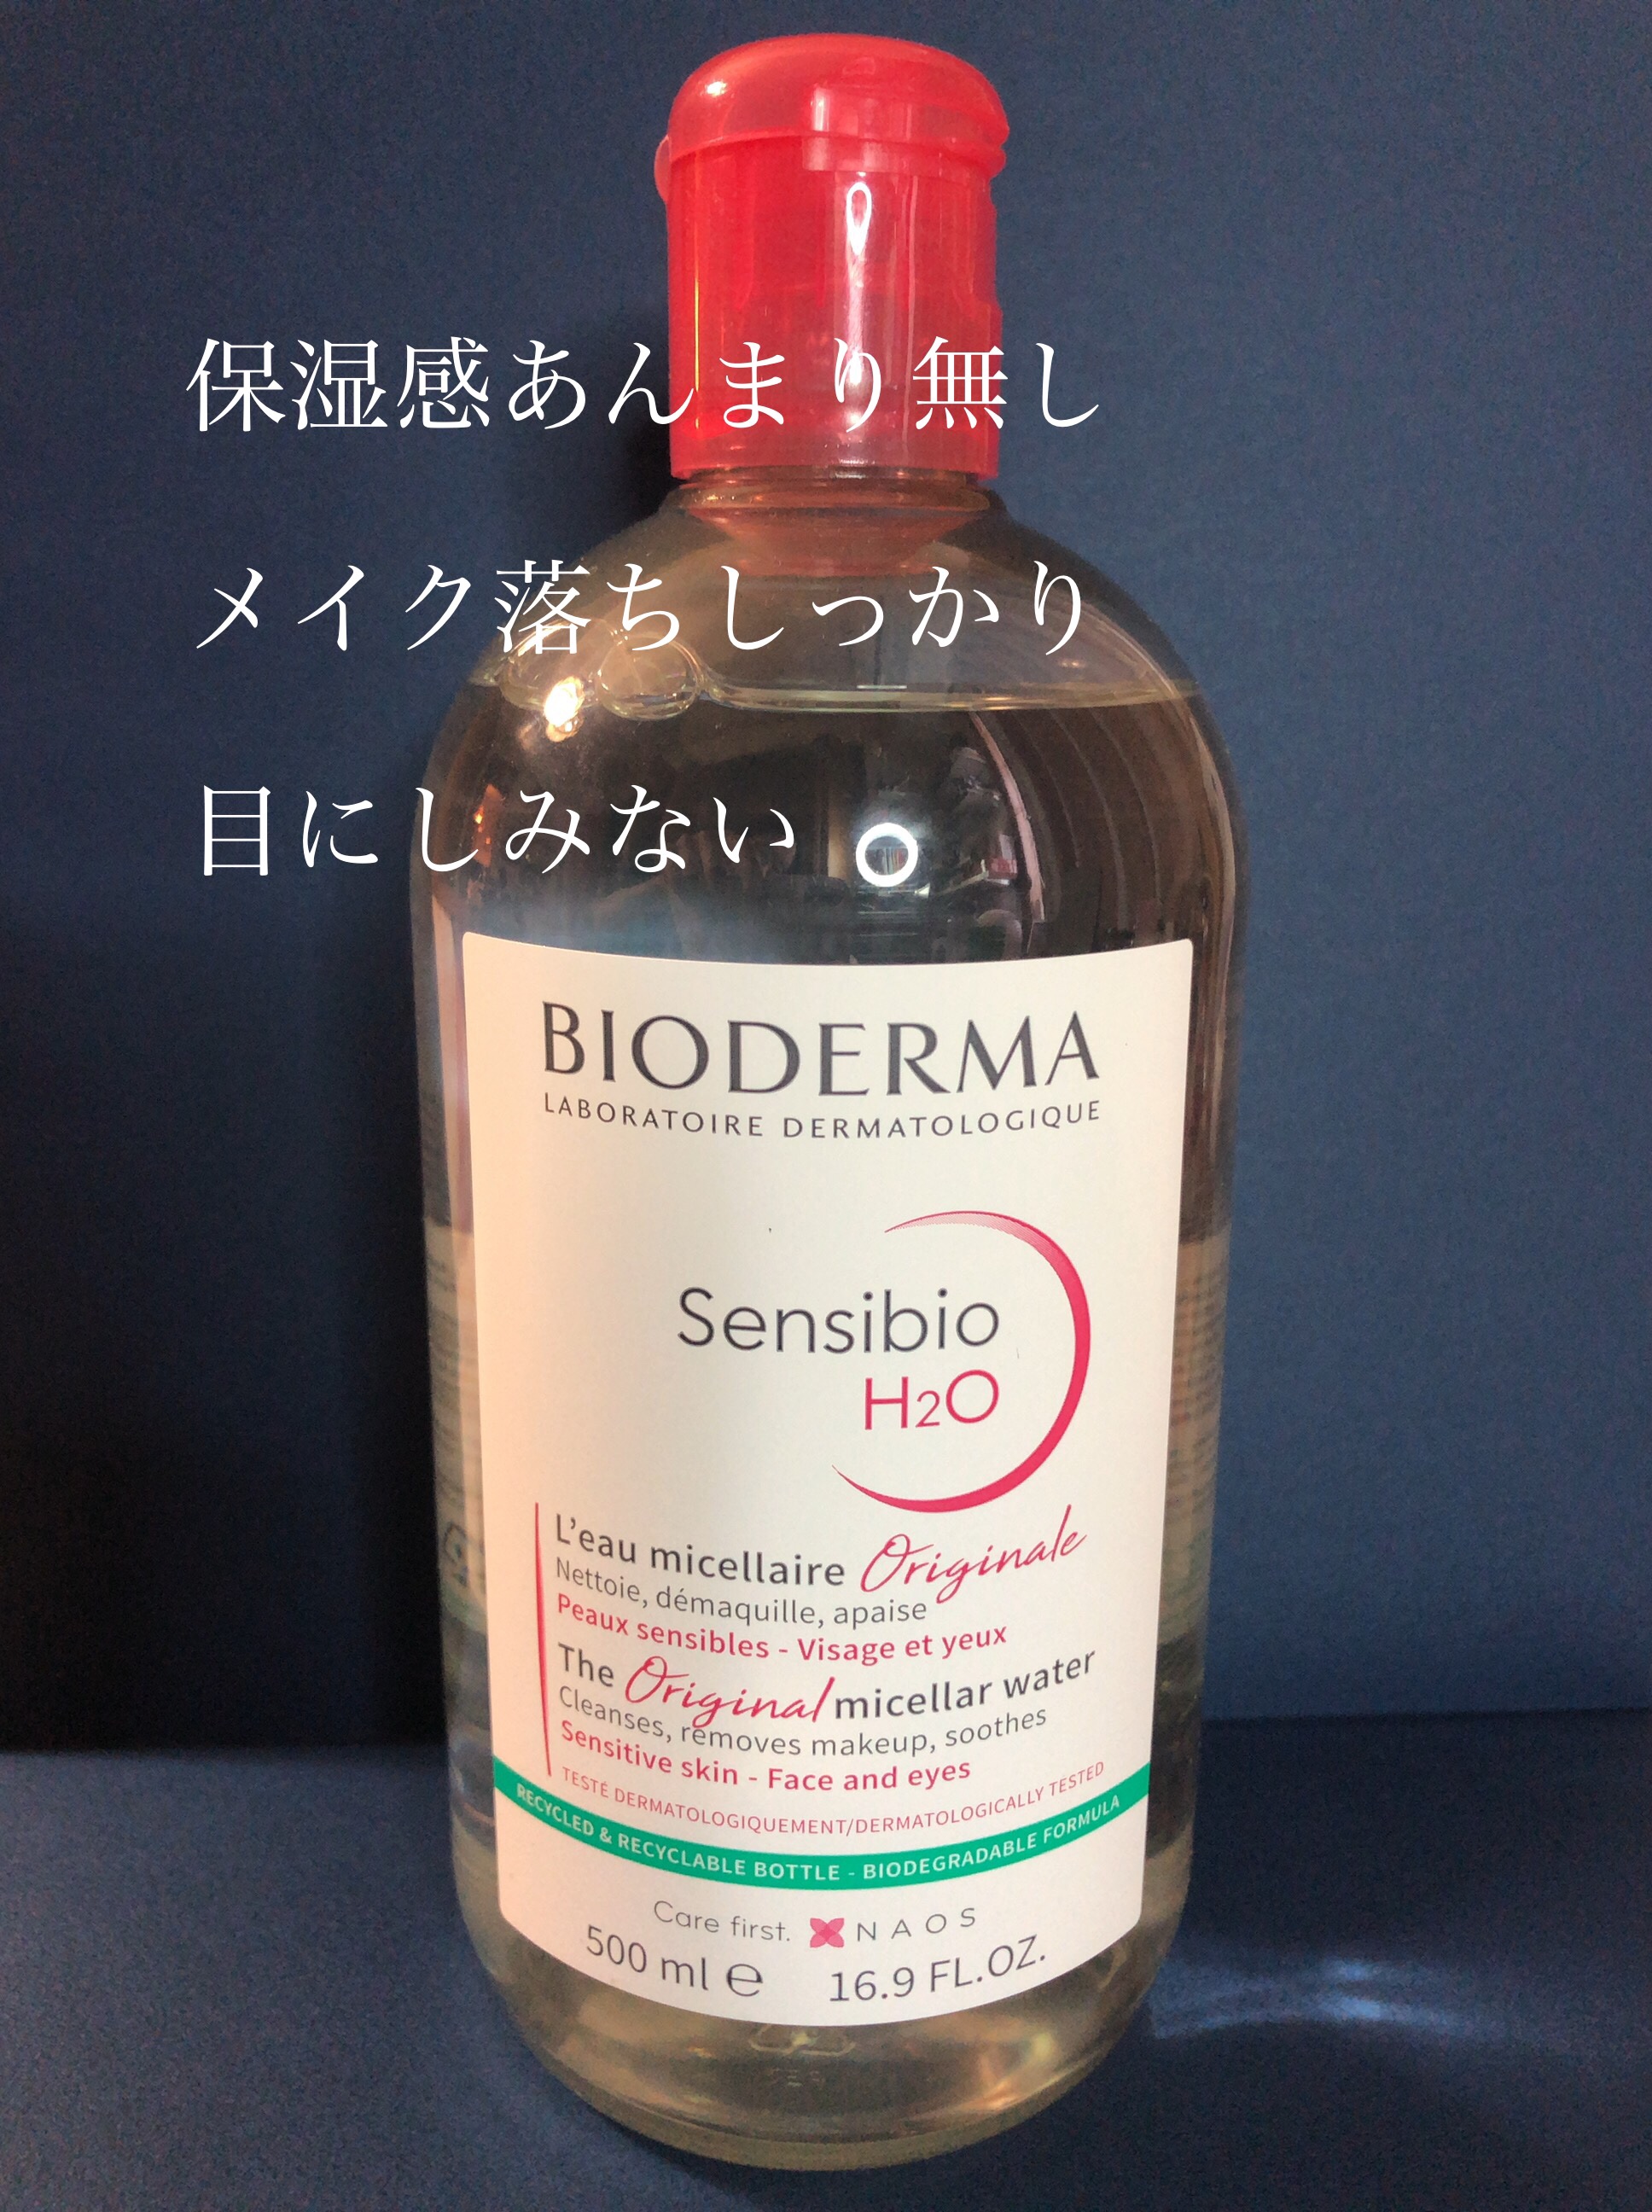 保湿感あんまり無し
メイク落ちしっかり
目にしみない
BIODERMA
LABORATOIRE DERMATOLOGIQUE
Sensibio
H2O
L'eau micellaire Originale
Nettoie, démaquille, apaise
Peaux sensibles - Visage et yeux
The Original micellar water
Cleanses, removes makeup, soothes
Sensitive skin - Face and eyes
TESTÉ DERMATOLOGIQUEMENT/DERMATOLOGICALLY TESTED
RECYCLED & RECYCLABLE BOTTLE - BIODEGRADABLE FORMULA
Care first. NAOS
500 ml ℮ 16.9 FL.OZ.